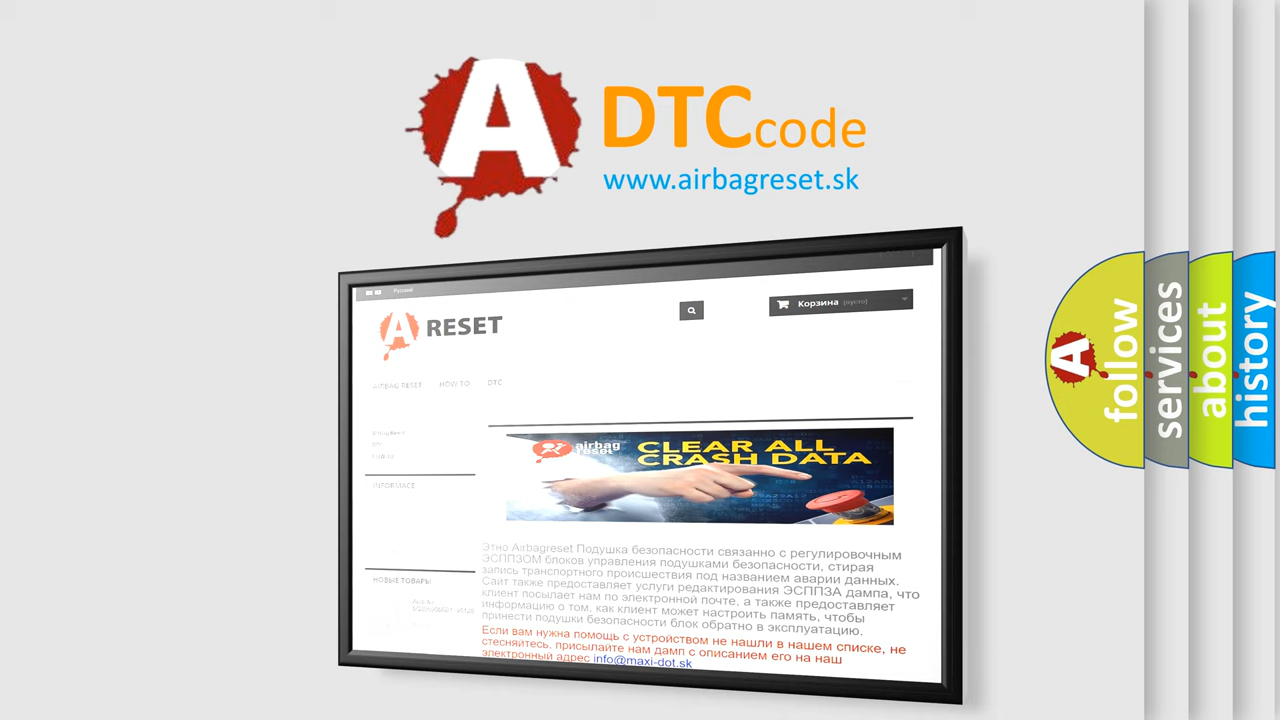 A
DTCcode
www.airbagreset.sk
Русский
A RESET
Корзина (пусто)
AIRBAG RESET HOW TO DTC
INFORMACE
airbag
reset
CLEAR ALL
CRASH DATA
Этно Airbagreset Подушка безопасности связанно с регулировочным
ЭСППЗОМ блоков управления подушками безопасности, стирая
запись транспортного происшествия под названием аварии данных.
Сайт также предоставляет услуги редактирования ЭСППЗА дампа, что
клиент посылает нам по электронной почте, а также предоставляет
информацию о том, как клиент может настроить память, чтобы
принести подушки безопасности блок обратно в эксплуатацию.
НОВЫЕ ТОВАРЫ
Если вам нужна помощь с устройством не нашли в нашем списке, не
стесняйтесь, присылайте нам дамп с описанием его на наш
электронный адрес info@maxi-dot.sk
A
follow
services
about
history